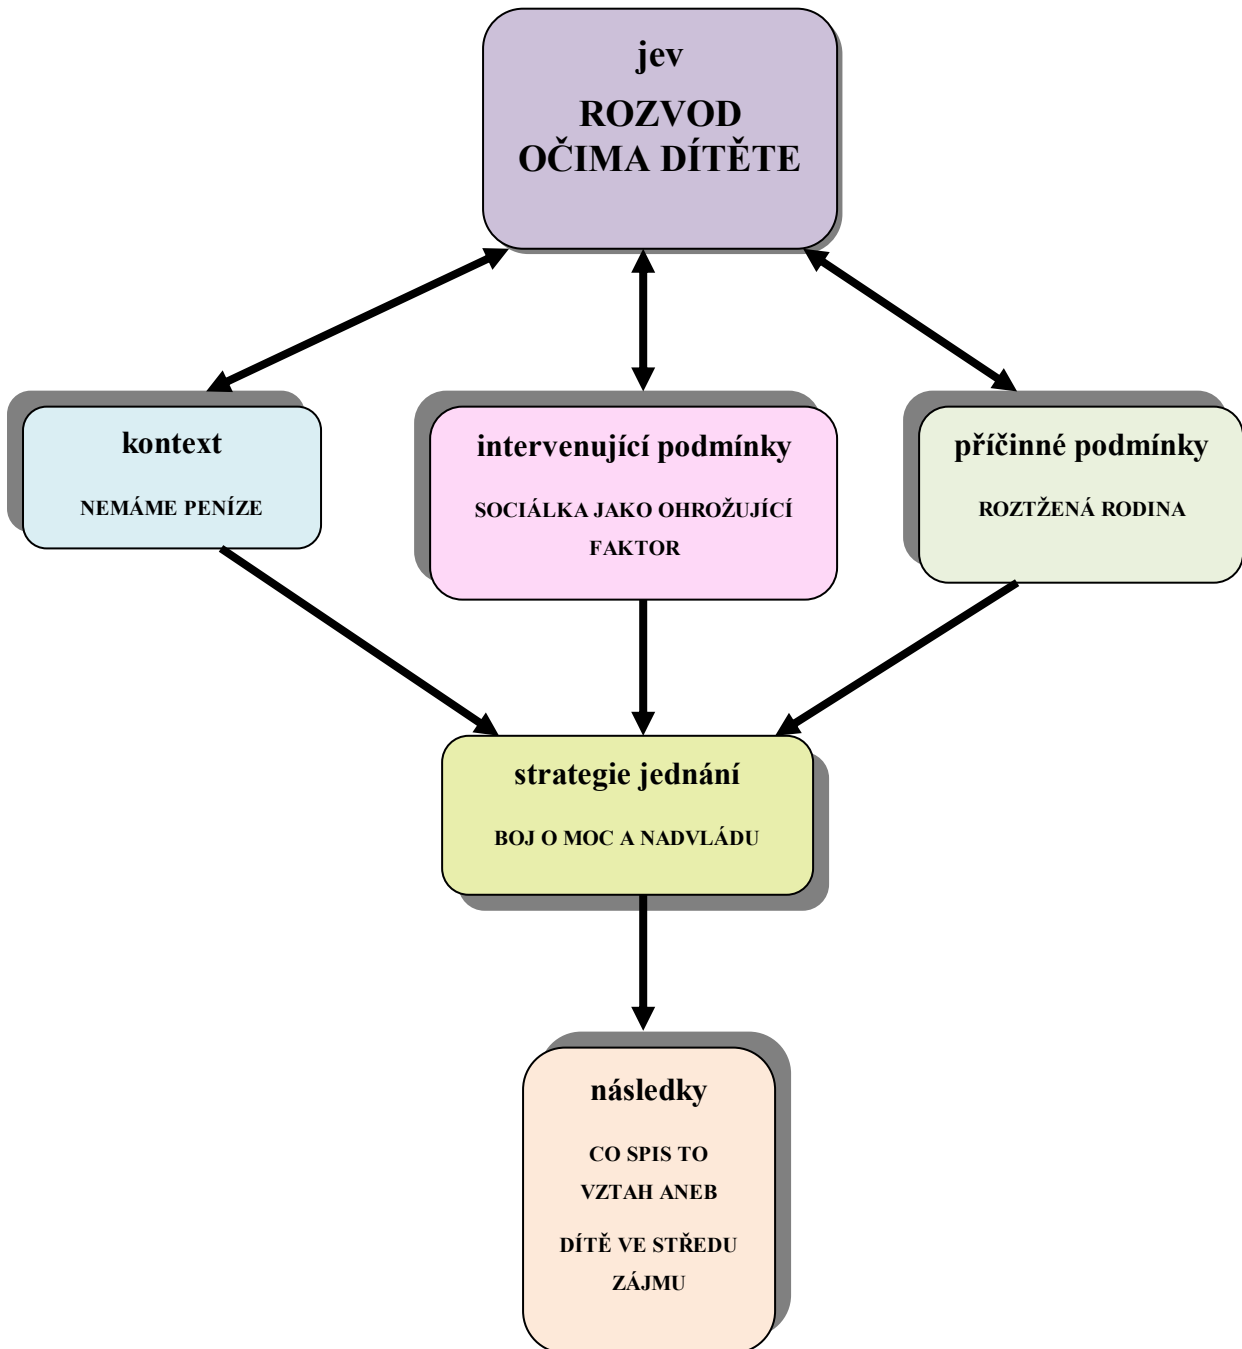 jev
ROZVOD
OČIMA DÍTĚTE
kontext
NEMÁME PENÍZE
intervenující podmínky
SOCIÁLKA JAKO OHROŽUJÍCÍ
FAKTOR
příčinné podmínky
ROZTŽENÁ RODINA
strategie jednání
BOJ O MOC A NADVLÁDU
následky
CO SPIS TO
VZTAH ANEB
DÍTĚ VE STŘEDU
ZÁJMU